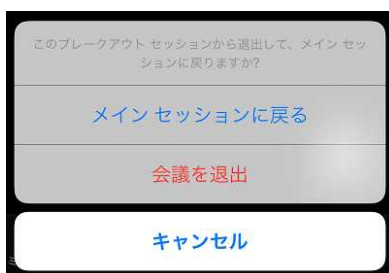 このブレークアウト セッションから退出して、メイン セッ
ションに戻りますか?
メイン セッションに戻る
会議を退出
キャンセル